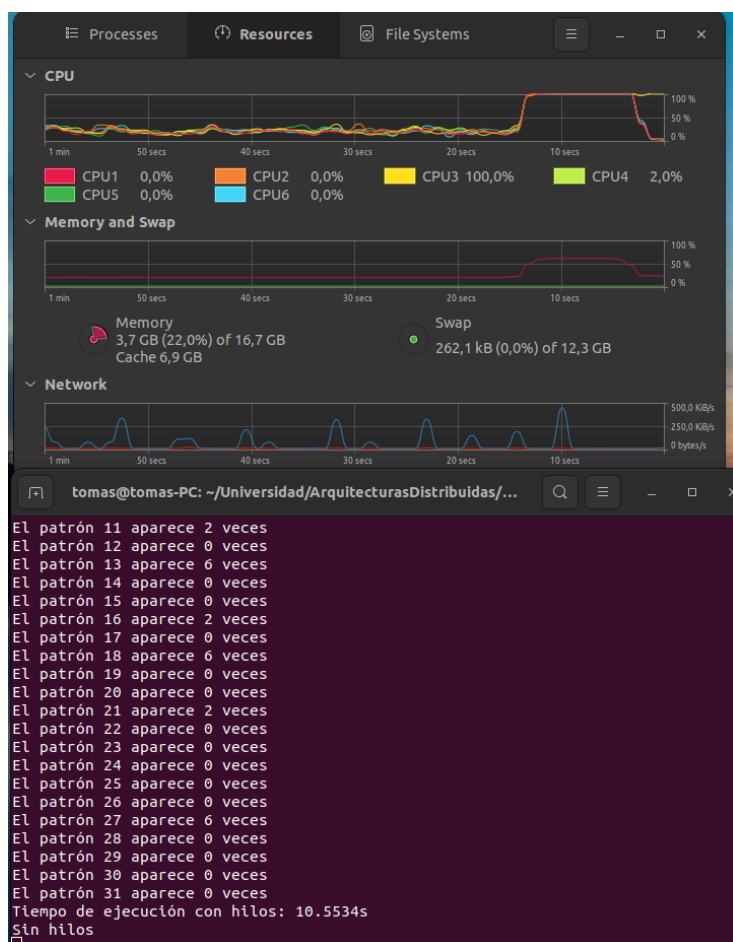 Processes Resources File Systems
CPU
100 %
50 %
0 %
1 min 50 secs 40 secs 30 secs 20 secs 10 secs
CPU1 0,0% CPU2 0,0% CPU3 100,0% CPU4 2,0%
CPU5 0,0% CPU6 0,0%
Memory and Swap
100 %
50 %
0 %
1 min 50 secs 40 secs 30 secs 20 secs 10 secs
Memory Swap
3,7 GB (22,0%) of 16,7 GB 262,1 kB (0,0%) of 12,3 GB
Cache 6,9 GB
Network
500,0 KiB/s
250,0 KiB/s
0 bytes/s
1 min 50 secs 40 secs 30 secs 20 secs 10 secs
tomas@tomas-PC: ~/Universidad/ArquitecturasDistribuidas/...
El patrón 11 aparece 2 veces
El patrón 12 aparece 0 veces
El patrón 13 aparece 6 veces
El patrón 14 aparece 0 veces
El patrón 15 aparece 0 veces
El patrón 16 aparece 2 veces
El patrón 17 aparece 0 veces
El patrón 18 aparece 6 veces
El patrón 19 aparece 0 veces
El patrón 20 aparece 0 veces
El patrón 21 aparece 2 veces
El patrón 22 aparece 0 veces
El patrón 23 aparece 0 veces
El patrón 24 aparece 0 veces
El patrón 25 aparece 0 veces
El patrón 26 aparece 0 veces
El patrón 27 aparece 6 veces
El patrón 28 aparece 0 veces
El patrón 29 aparece 0 veces
El patrón 30 aparece 0 veces
El patrón 31 aparece 0 veces
Tiempo de ejecución con hilos: 10.5534s
Sin hilos